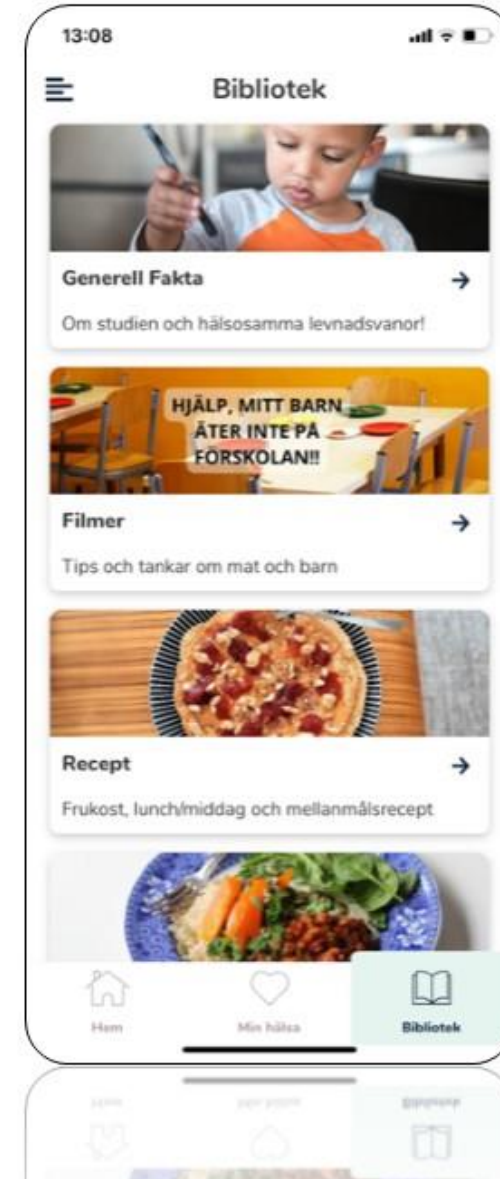 13:08
Bibliotek
Generell Fakta
Om studien och hälsosamma levnadsvanor!
HJÄLP, MITT BARN
ÄTER INTE PÅ
FÖRSKOLAN!!
Filmer
Tips och tankar om mat och barn
Recept
Frukost, lunch/middag och mellanmålsrecept
Hem
Min hälsa
Bibliotek